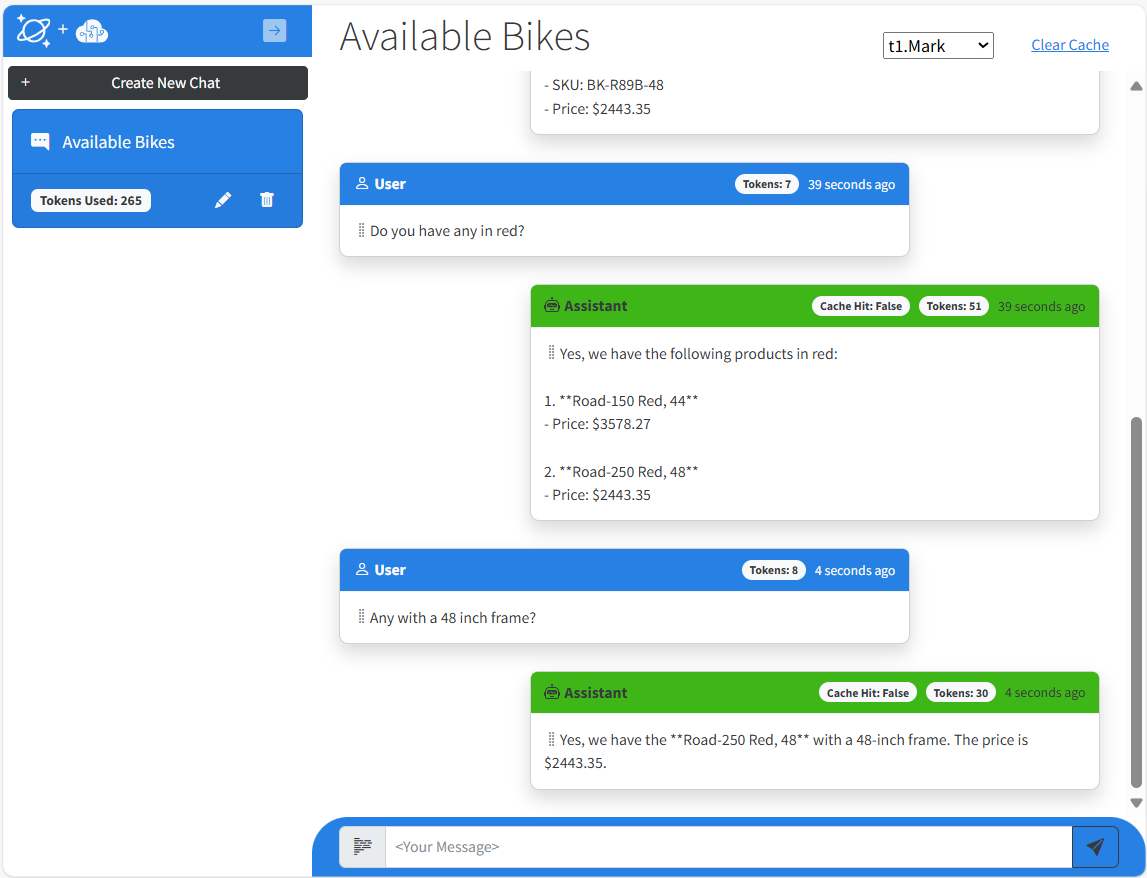 +
Available Bikes
t1.Mark
Clear Cache
+ Create New Chat
Available Bikes
Tokens Used: 265
- SKU: BK-R89B-48
- Price: $2443.35
User Tokens: 7 39 seconds ago
Do you have any in red?
Assistant Cache Hit: False Tokens: 51 39 seconds ago
Yes, we have the following products in red:
1. **Road-150 Red, 44**
- Price: $3578.27
2. **Road-250 Red, 48**
- Price: $2443.35
User Tokens: 8 4 seconds ago
Any with a 48 inch frame?
Assistant Cache Hit: False Tokens: 30 4 seconds ago
Yes, we have the **Road-250 Red, 48** with a 48-inch frame. The price is
$2443.35.
<Your Message>